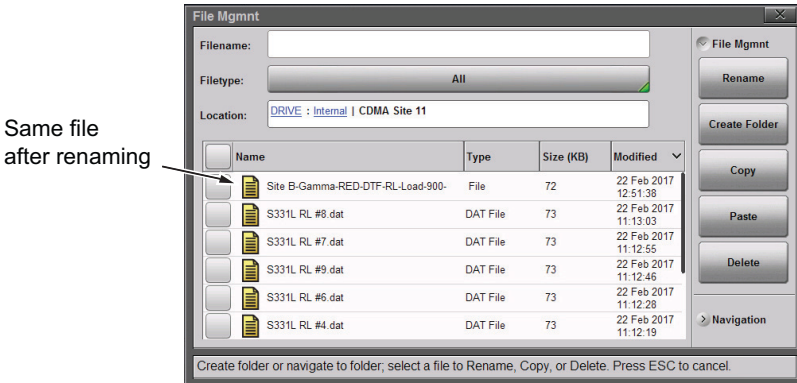 File Mgmnt
Same file
after renaming
Filename:
Filetype: All
Location: DRIVE : Internal | CDMA Site 11
Name Type Size (KB) Modified
Site B-Gamma-RED-DTF-RL-Load-900- File 72 22 Feb 2017
12:51:38
S331L RL #8.dat DAT File 73 22 Feb 2017
11:13:03
S331L RL #7.dat DAT File 73 22 Feb 2017
11:12:55
S331L RL #9.dat DAT File 73 22 Feb 2017
11:12:46
S331L RL #6.dat DAT File 73 22 Feb 2017
11:12:28
S331L RL #4.dat DAT File 73 22 Feb 2017
11:12:19
File Mgmnt
Rename
Create Folder
Copy
Paste
Delete
Navigation
Create folder or navigate to folder; select a file to Rename, Copy, or Delete. Press ESC to cancel.